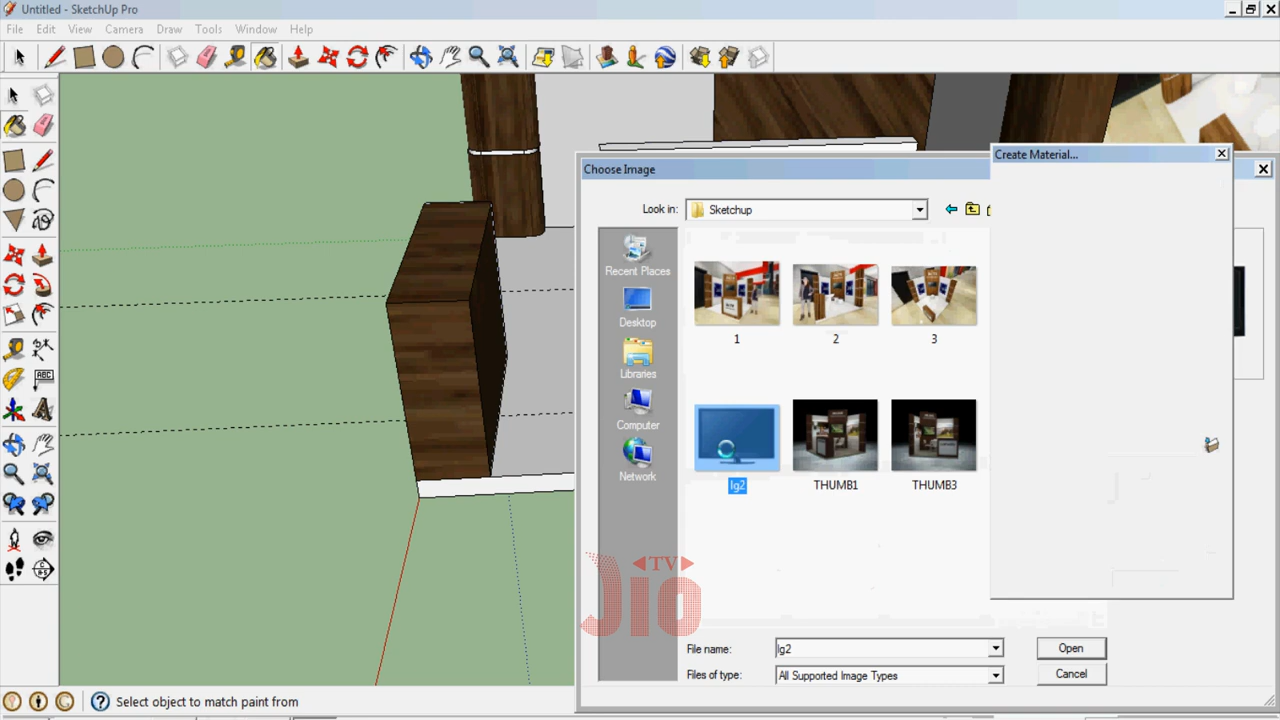 Untitled - SketchUp Pro
File Edit View Camera Draw Tools Window Help
Choose Image
Create Material...
Look in: Sketchup
Recent Places
Desktop
Libraries
Computer
Network
1 2 3
lg2 THUMB1 THUMB3
ABC
TV
Jio
File name: lg2 Open
Files of type: All Supported Image Types Cancel
Select object to match paint from